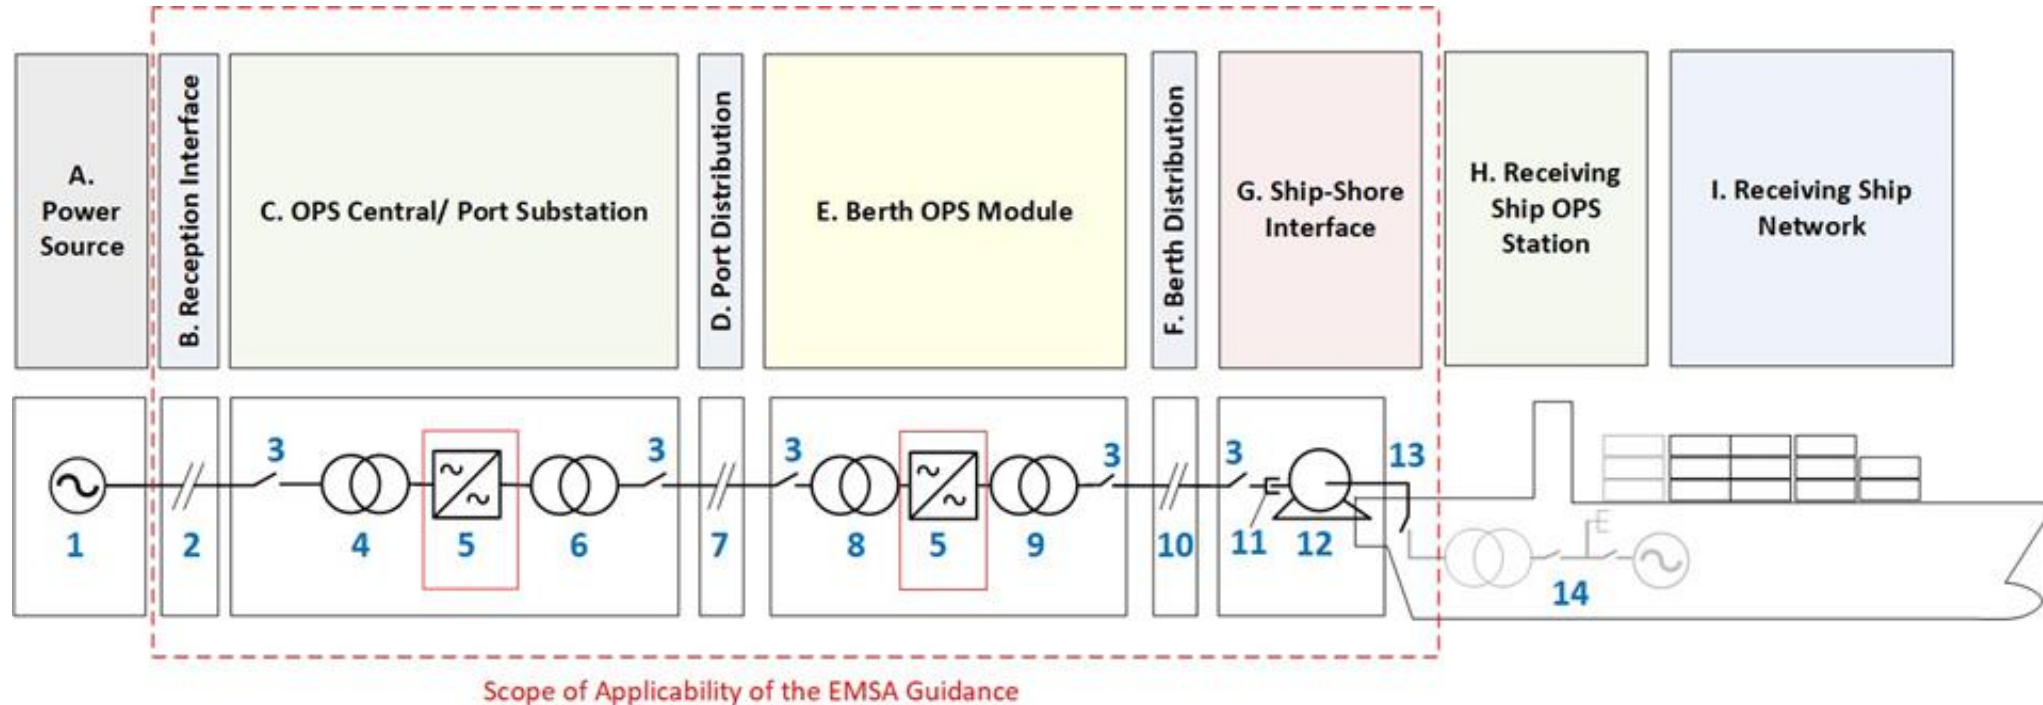 A.
Power
Source
B. Reception Interface
C. OPS Central/ Port Substation
D. Port Distribution
E. Berth OPS Module
F. Berth Distribution
G. Ship-Shore
Interface
H. Receiving
Ship OPS
Station
I. Receiving Ship
Network
3
3
3
3
3
13
1
2
4
5
6
7
8
5
9
10
11
12
14
Scope of Applicability of the EMSA Guidance